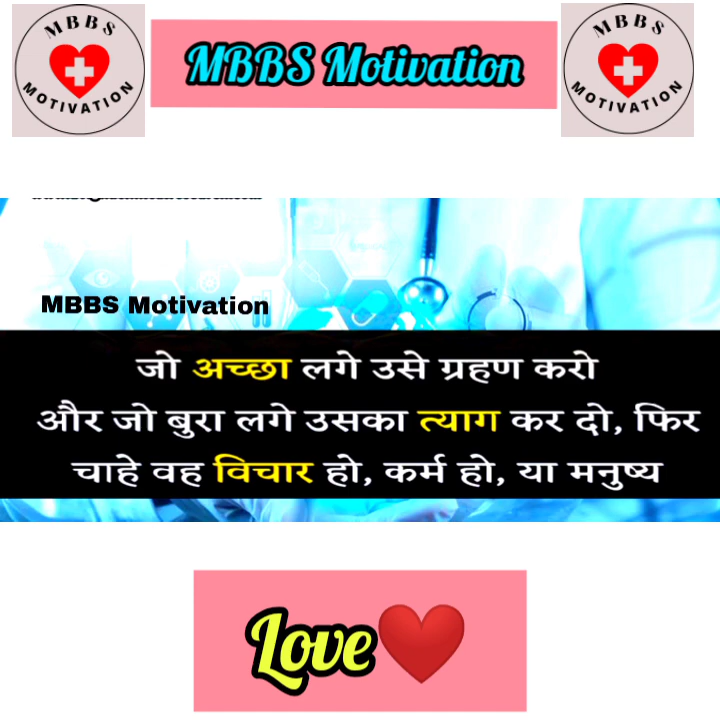 MBBS MOTIVATION
MBBS Motivation
MBBS MOTIVATION
MBBS Motivation
जो अच्छा लगे उसे ग्रहण करो
और जो बुरा लगे उसका त्याग कर दो, फिर
चाहे वह विचार हो, कर्म हो, या मनुष्य
Love